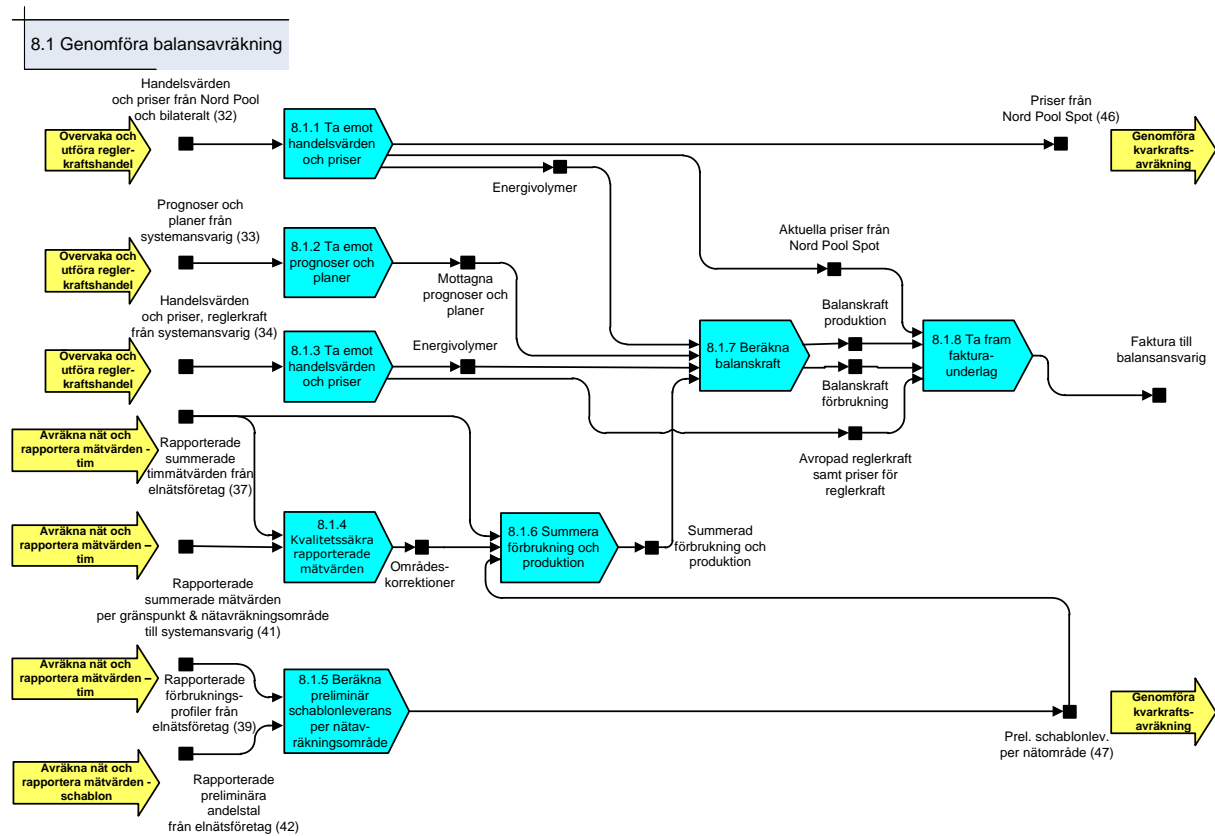 8.1 Genomföra balansavräkning
Handelsvärden
och priser från Nord Pool
och bilateralt (32)
Övervaka och
utföra regler-
kraftshandel
8.1.1 Ta emot
handelsvärden
och priser
Priser från
Nord Pool Spot (46)
Genomföra
kvarkrafts-
avräkning
Energivolymer
Prognoser och
planer från
systemansvarig (33)
Övervaka och
utföra regler-
kraftshandel
8.1.2 Ta emot
prognoser och
planer
Mottagna
prognoser och
planer
Aktuella priser från
Nord Pool Spot
Handelsvärden
och priser, reglerkraft
från systemansvarig (34)
Övervaka och
utföra regler-
kraftshandel
8.1.3 Ta emot
handelsvärden
och priser
Energivolymer
8.1.7 Beräkna
balanskraft
Balanskraft
produktion
Balanskraft
förbrukning
8.1.8 Ta fram
faktura-
underlag
Faktura till
balansansvarig
Avropad reglerkraft
samt priser för
reglerkraft
Avräkna nät och
rapportera mätvärden -
tim
Rapporterade
summerade
timmätvärden från
elnätsföretag (37)
Avräkna nät och
rapportera mätvärden –
tim
8.1.4
Kvalitetssäkra
rapporterade
mätvärden
Områdes-
korrektioner
8.1.6 Summera
förbrukning och
produktion
Summerad
förbrukning och
produktion
Rapporterade
summerade mätvärden
per gränspunkt & nätavräkningsområde
till systemansvarig (41)
Avräkna nät och
rapportera mätvärden –
tim
Rapporterade
förbruknings-
profiler från
elnätsföretag (39)
8.1.5 Beräkna
preliminär
schablonleverans
per nätav-
räkningsområde
Prel. schablonlev.
per nätområde (47)
Genomföra
kvarkrafts-
avräkning
Avräkna nät och
rapportera mätvärden -
schablon
Rapporterade
preliminära
andelstal
från elnätsföretag (42)